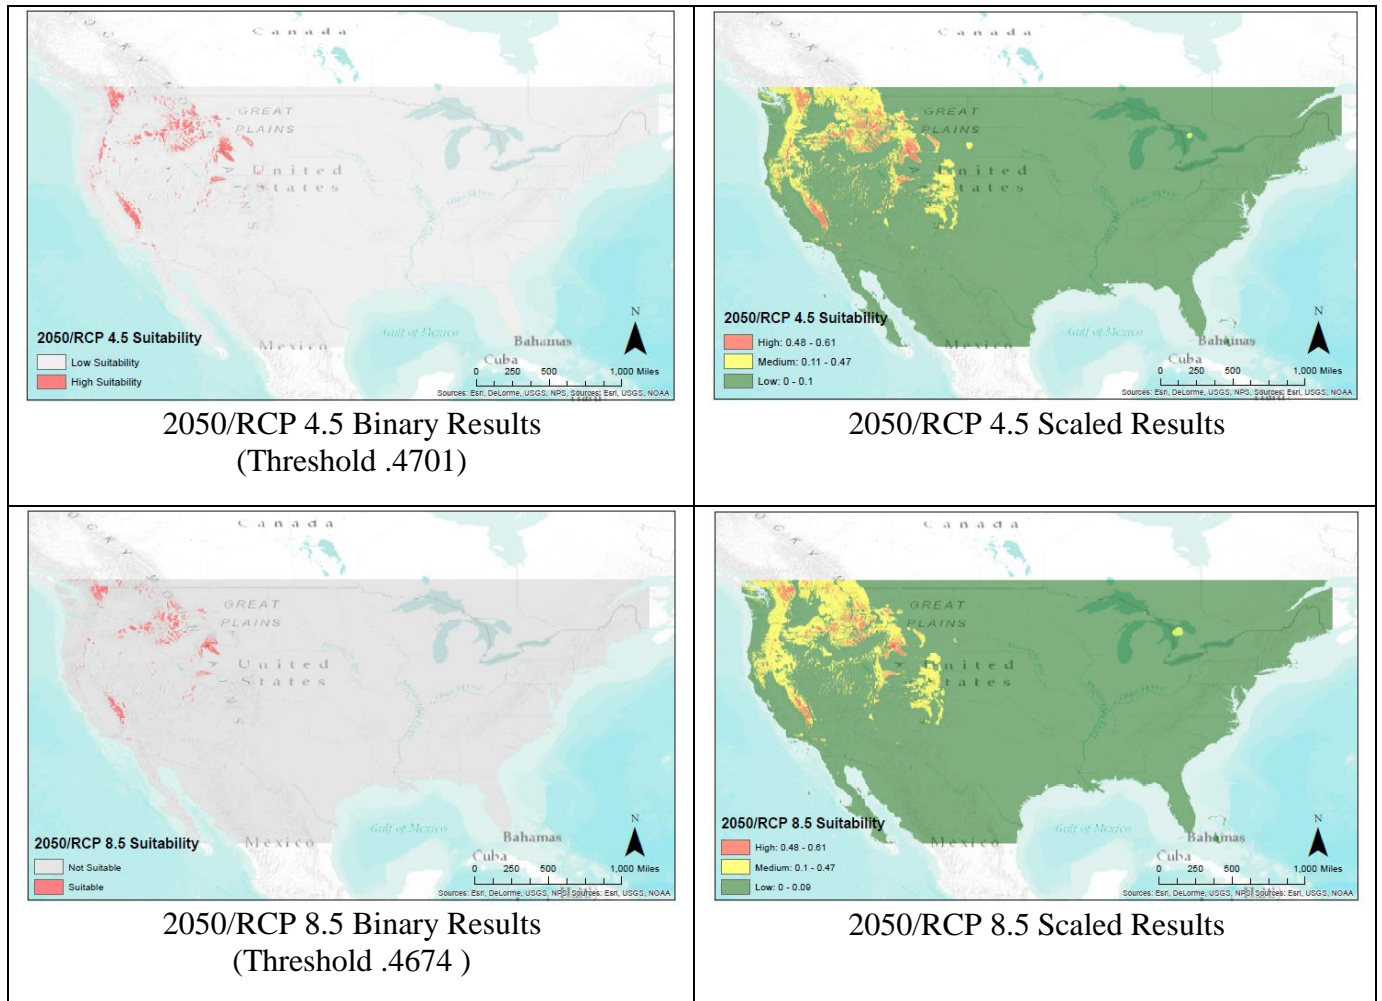 Canada
GREAT
PLAINS
United
States
Gulf of Mexico
Mexico
Bahamas
Cuba
N
0 250 500 1,000 Miles
2050/RCP 4.5 Suitability
Low Suitability
High Suitability
Sources: Esri, DeLorme, USGS, NPS, Sources: Esri, USGS, NOAA
2050/RCP 4.5 Binary Results
(Threshold .4701)
Canada
GREAT
PLAINS
United
States
Gulf of Mexico
Mexico
Bahamas
Cuba
N
0 250 500 1,000 Miles
2050/RCP 4.5 Suitability
High: 0.48 - 0.61
Medium: 0.11 - 0.47
Low: 0 - 0.1
Sources: Esri, DeLorme, USGS, NPS, Sources: Esri, USGS, NOAA
2050/RCP 4.5 Scaled Results
Canada
GREAT
PLAINS
United
States
Gulf of Mexico
Mexico
Bahamas
Cuba
N
0 250 500 1,000 Miles
2050/RCP 8.5 Suitability
Not Suitable
Suitable
Sources: Esri, DeLorme, USGS, NPS, Sources: Esri, USGS, NOAA
2050/RCP 8.5 Binary Results
(Threshold .4674 )
Canada
GREAT
PLAINS
United
States
Gulf of Mexico
Mexico
Bahamas
Cuba
N
0 250 500 1,000 Miles
2050/RCP 8.5 Suitability
High: 0.48 - 0.61
Medium: 0.1 - 0.47
Low: 0 - 0.09
Sources: Esri, DeLorme, USGS, NPS, Sources: Esri, USGS, NOAA
2050/RCP 8.5 Scaled Results